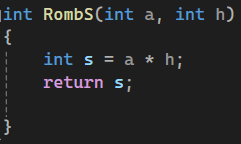 int RombS(int a, int h)
{
int s = a * h;
return s;
}